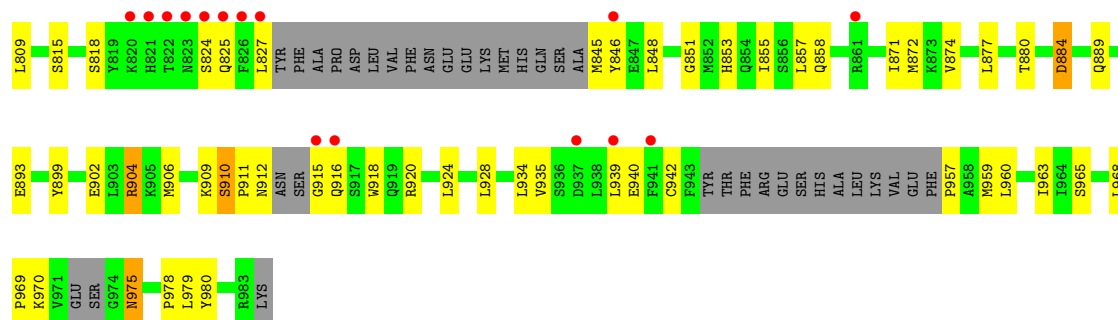 L809 S815 S818 Y819 K820 H821 T822 N823 S824 Q825 F826 L827 TYR PHE ALA PRO ASP LEU VAL PHE ASN GLU GLU LYS MET HIS GLN SER ALA M845 Y846 E847 L848 G851 M852 H853 Q854 I855 S856 L857 Q858 R861 I871 M872 K873 V874 L877 T880 D884 Q889
E893 Y899 E902 L903 R904 K905 M906 K909 S910 P911 N912 ASN SER G915 Q916 S917 W918 Q919 R920 L924 L928 L934 V935 S936 D937 L938 L939 E940 F941 C942 F943 TYR THR PHE ARG GLU SER HIS ALA LEU LYS VAL GLU PHE P957 A958 M959 L960 I963 I964 S965
P969 K970 V971 GLU SER G974 N975 P978 L979 Y980 R983 LYS